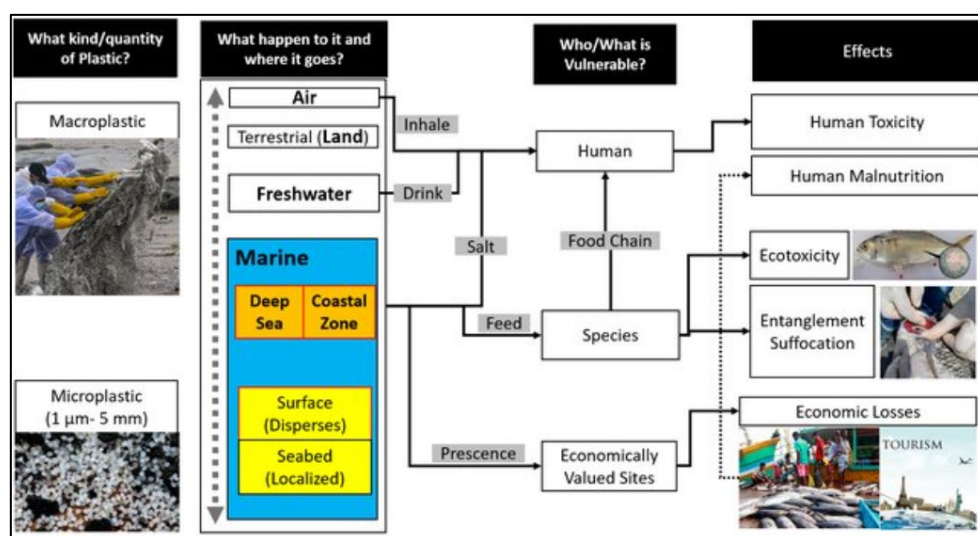 What kind/quantity
of Plastic?
What happen to it and
where it goes?
Who/What is
Vulnerable?
Effects
Macroplastic
Microplastic
(1 μm- 5 mm)
Air
Terrestrial (Land)
Freshwater
Marine
Deep
Sea
Coastal
Zone
Surface
(Disperses)
Seabed
(Localized)
Inhale
Drink
Salt
Feed
Prescence
Human
Food Chain
Species
Economically
Valued Sites
Human Toxicity
Human Malnutrition
Ecotoxicity
Entanglement
Suffocation
Economic Losses
TOURISM